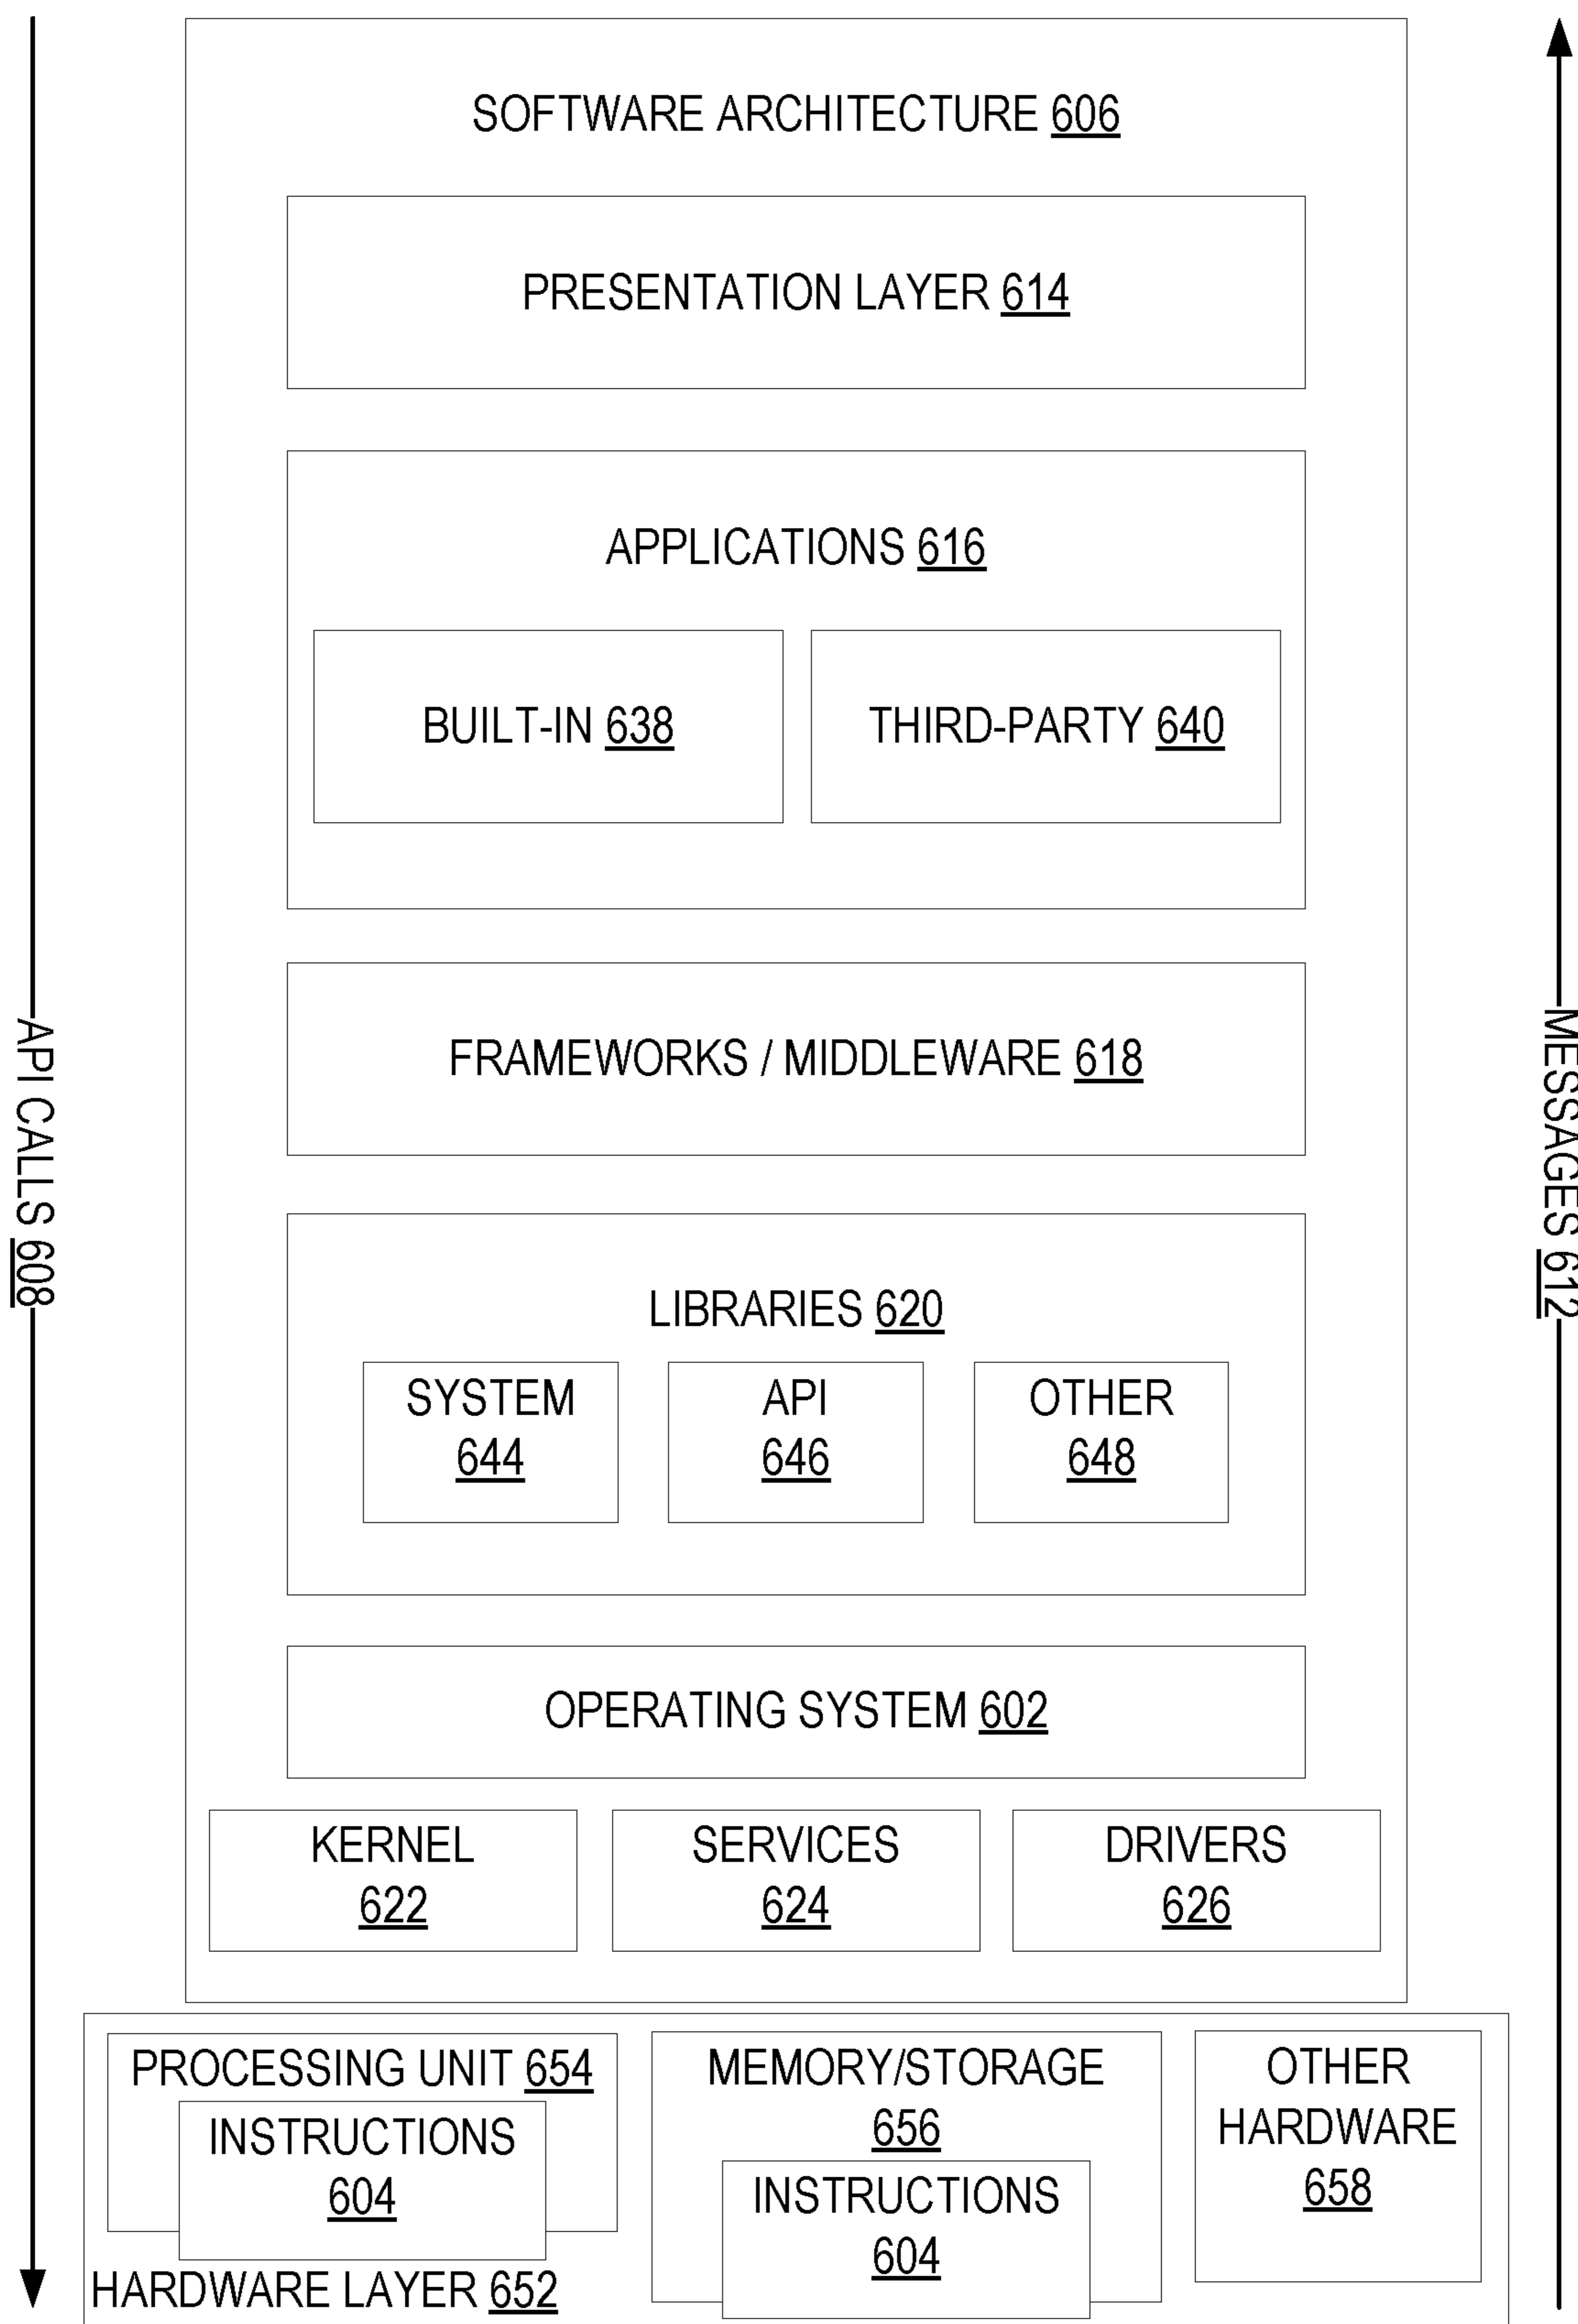 SOFTWARE ARCHITECTURE 606
PRESENTATION LAYER 614
APPLICATIONS 616
BUILT-IN 638
THIRD-PARTY 640
FRAMEWORKS / MIDDLEWARE 618
API CALLS 608
MESSAGES 612
LIBRARIES 620
SYSTEM
644
API
646
OTHER
648
OPERATING SYSTEM 602
KERNEL
622
SERVICES
624
DRIVERS
626
PROCESSING UNIT 654
INSTRUCTIONS
604
MEMORY/STORAGE
656
INSTRUCTIONS
604
OTHER
HARDWARE
658
HARDWARE LAYER 652